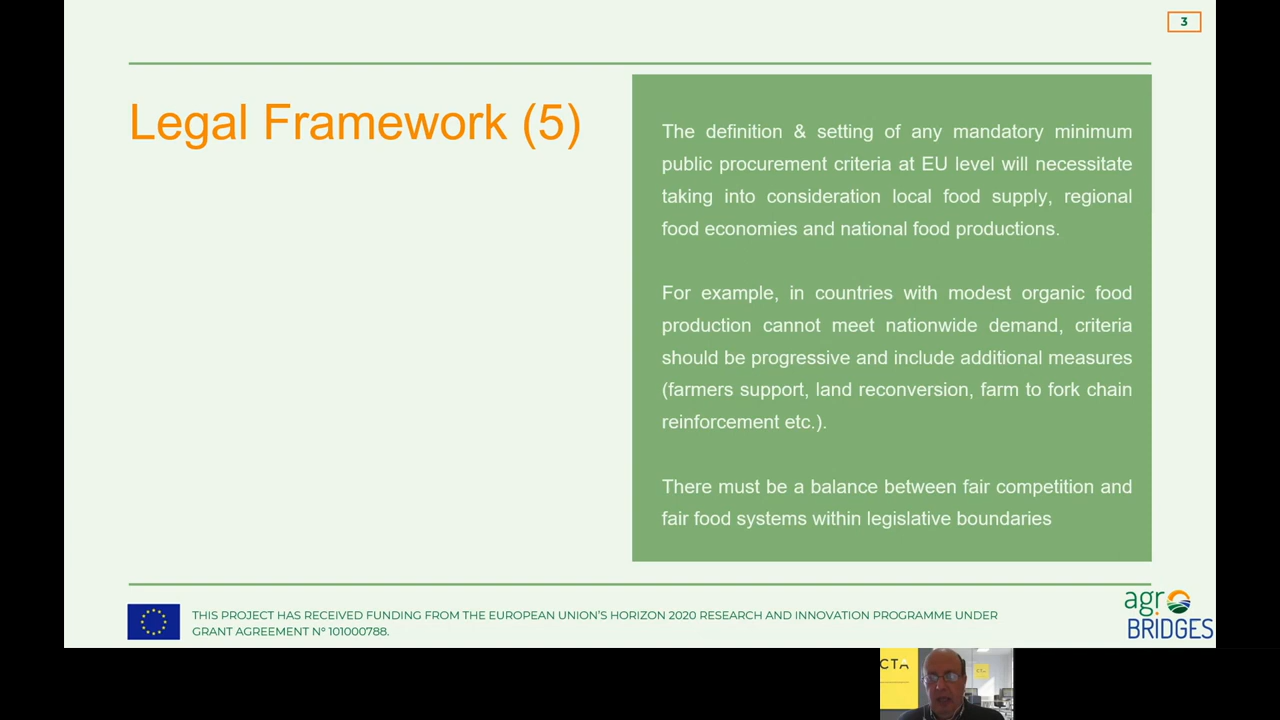 3
Legal Framework (5)
The definition & setting of any mandatory minimum
public procurement criteria at EU level will necessitate
taking into consideration local food supply, regional
food economies and national food productions.
For example, in countries with modest organic food
production cannot meet nationwide demand, criteria
should be progressive and include additional measures
(farmers support, land reconversion, farm to fork chain
reinforcement etc.).
There must be a balance between fair competition and
fair food systems within legislative boundaries
THIS PROJECT HAS RECEIVED FUNDING FROM THE EUROPEAN UNION'S HORIZON 2020 RESEARCH AND INNOVATION PROGRAMME UNDER
GRANT AGREEMENT Nº 101000788.
agro
BRIDGES
CTA